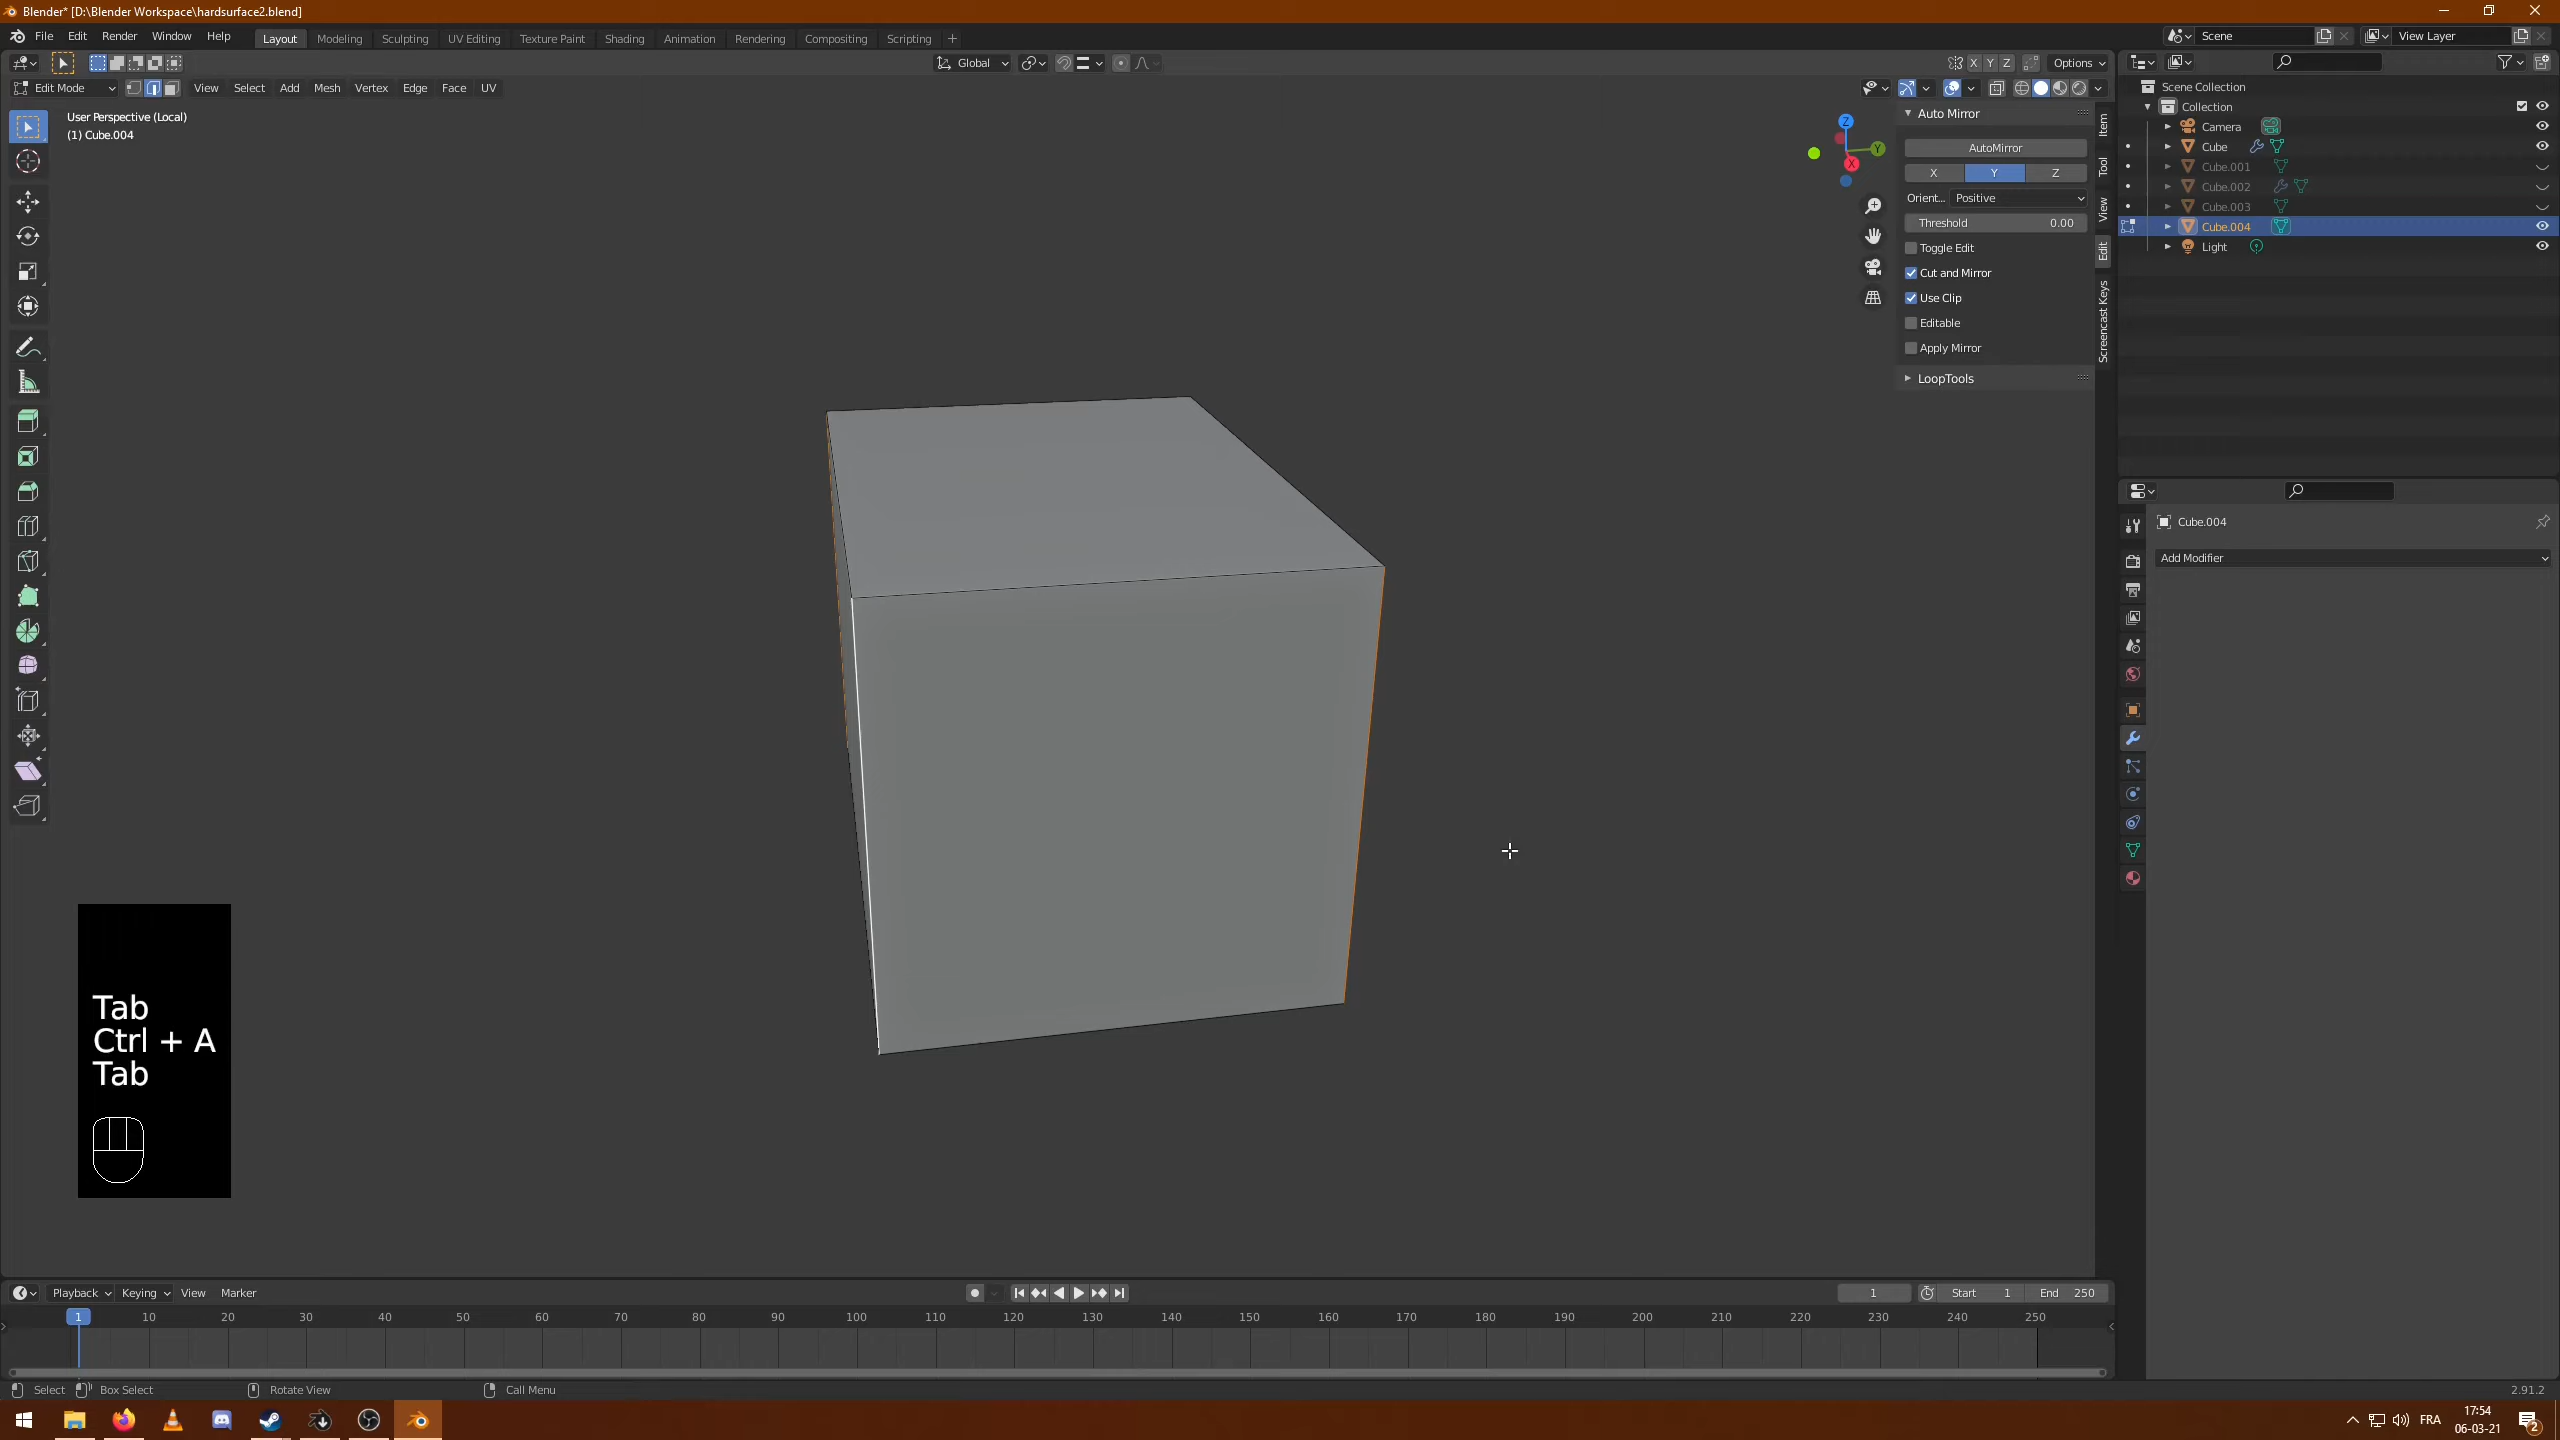 Blender* [D:\Blender Workspace\hardsurface2.blend]
File Edit Render Window Help Layout Modeling Sculpting UV Editing Texture Paint Shading Animation Rendering Compositing Scripting +
Scene View Layer
Global X Y Z Options
Edit Mode View Select Add Mesh Vertex Edge Face UV
User Perspective (Local)
(1) Cube.004
Z
Y
X
Auto Mirror
AutoMirror
X Y Z
Orient... Positive
Threshold 0.00
Toggle Edit
Cut and Mirror
Use Clip
Editable
Apply Mirror
LoopTools
Item
Tool
View
Edit
Screencast Keys
Scene Collection
Collection
Camera
Cube
Cube.001
Cube.002
Cube.003
Cube.004
Light
Cube.004
Add Modifier
Tab
Ctrl + A
Tab
Playback Keying View Marker 1 Start 1 End 250
1 10 20 30 40 50 60 70 80 90 100 110 120 130 140 150 160 170 180 190 200 210 220 230 240 250
Select Box Select Rotate View Call Menu 2.91.2
FRA
17:54
06-03-21
2